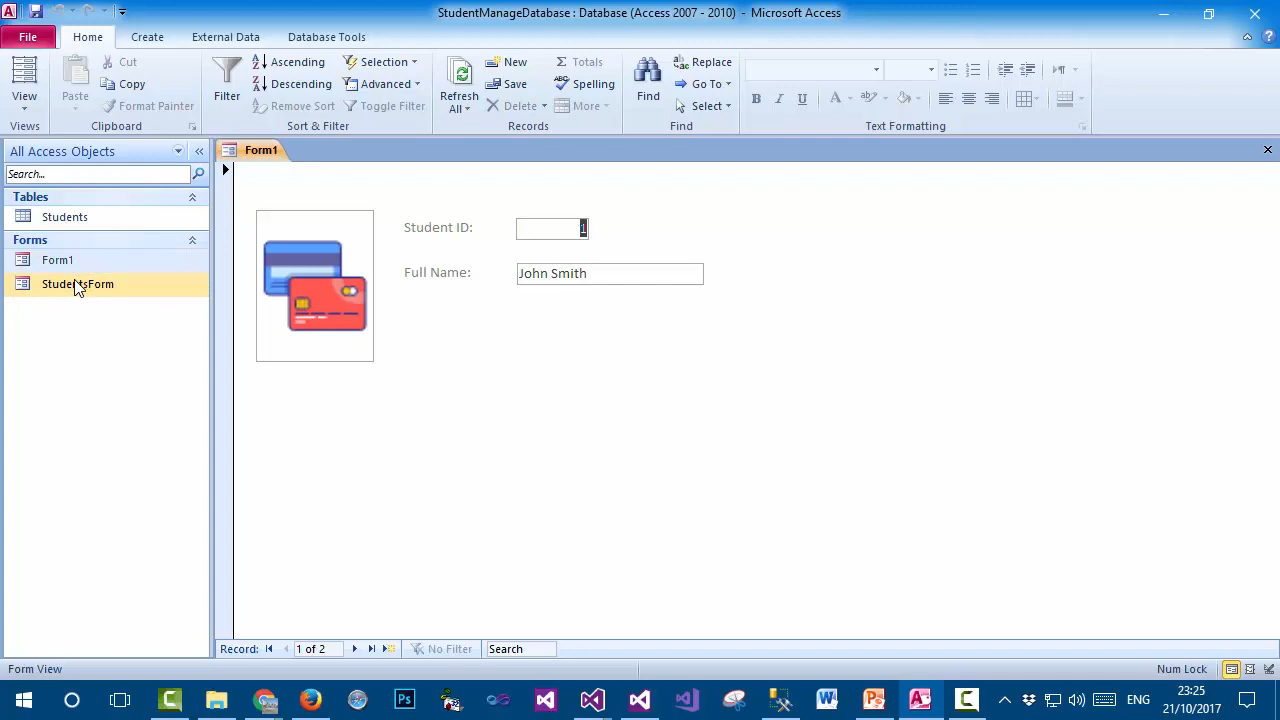 StudentManageDatabase : Database (Access 2007 - 2010) - Microsoft Access
File Home Create External Data Database Tools
View
Views
Paste
Cut
Copy
Format Painter
Clipboard
Filter
Ascending
Descending
Remove Sort
Selection
Advanced
Toggle Filter
Sort & Filter
Refresh
All
New
Save
Delete
Totals
Spelling
More
Records
Find
Replace
Go To
Select
Find
Text Formatting
All Access Objects
Search...
Tables
Students
Forms
Form1
StudentsForm
Form1
Student ID: 1
Full Name: John Smith
Record: 1 of 2 No Filter Search
Form View
Num Lock
ENG
23:25
21/10/2017